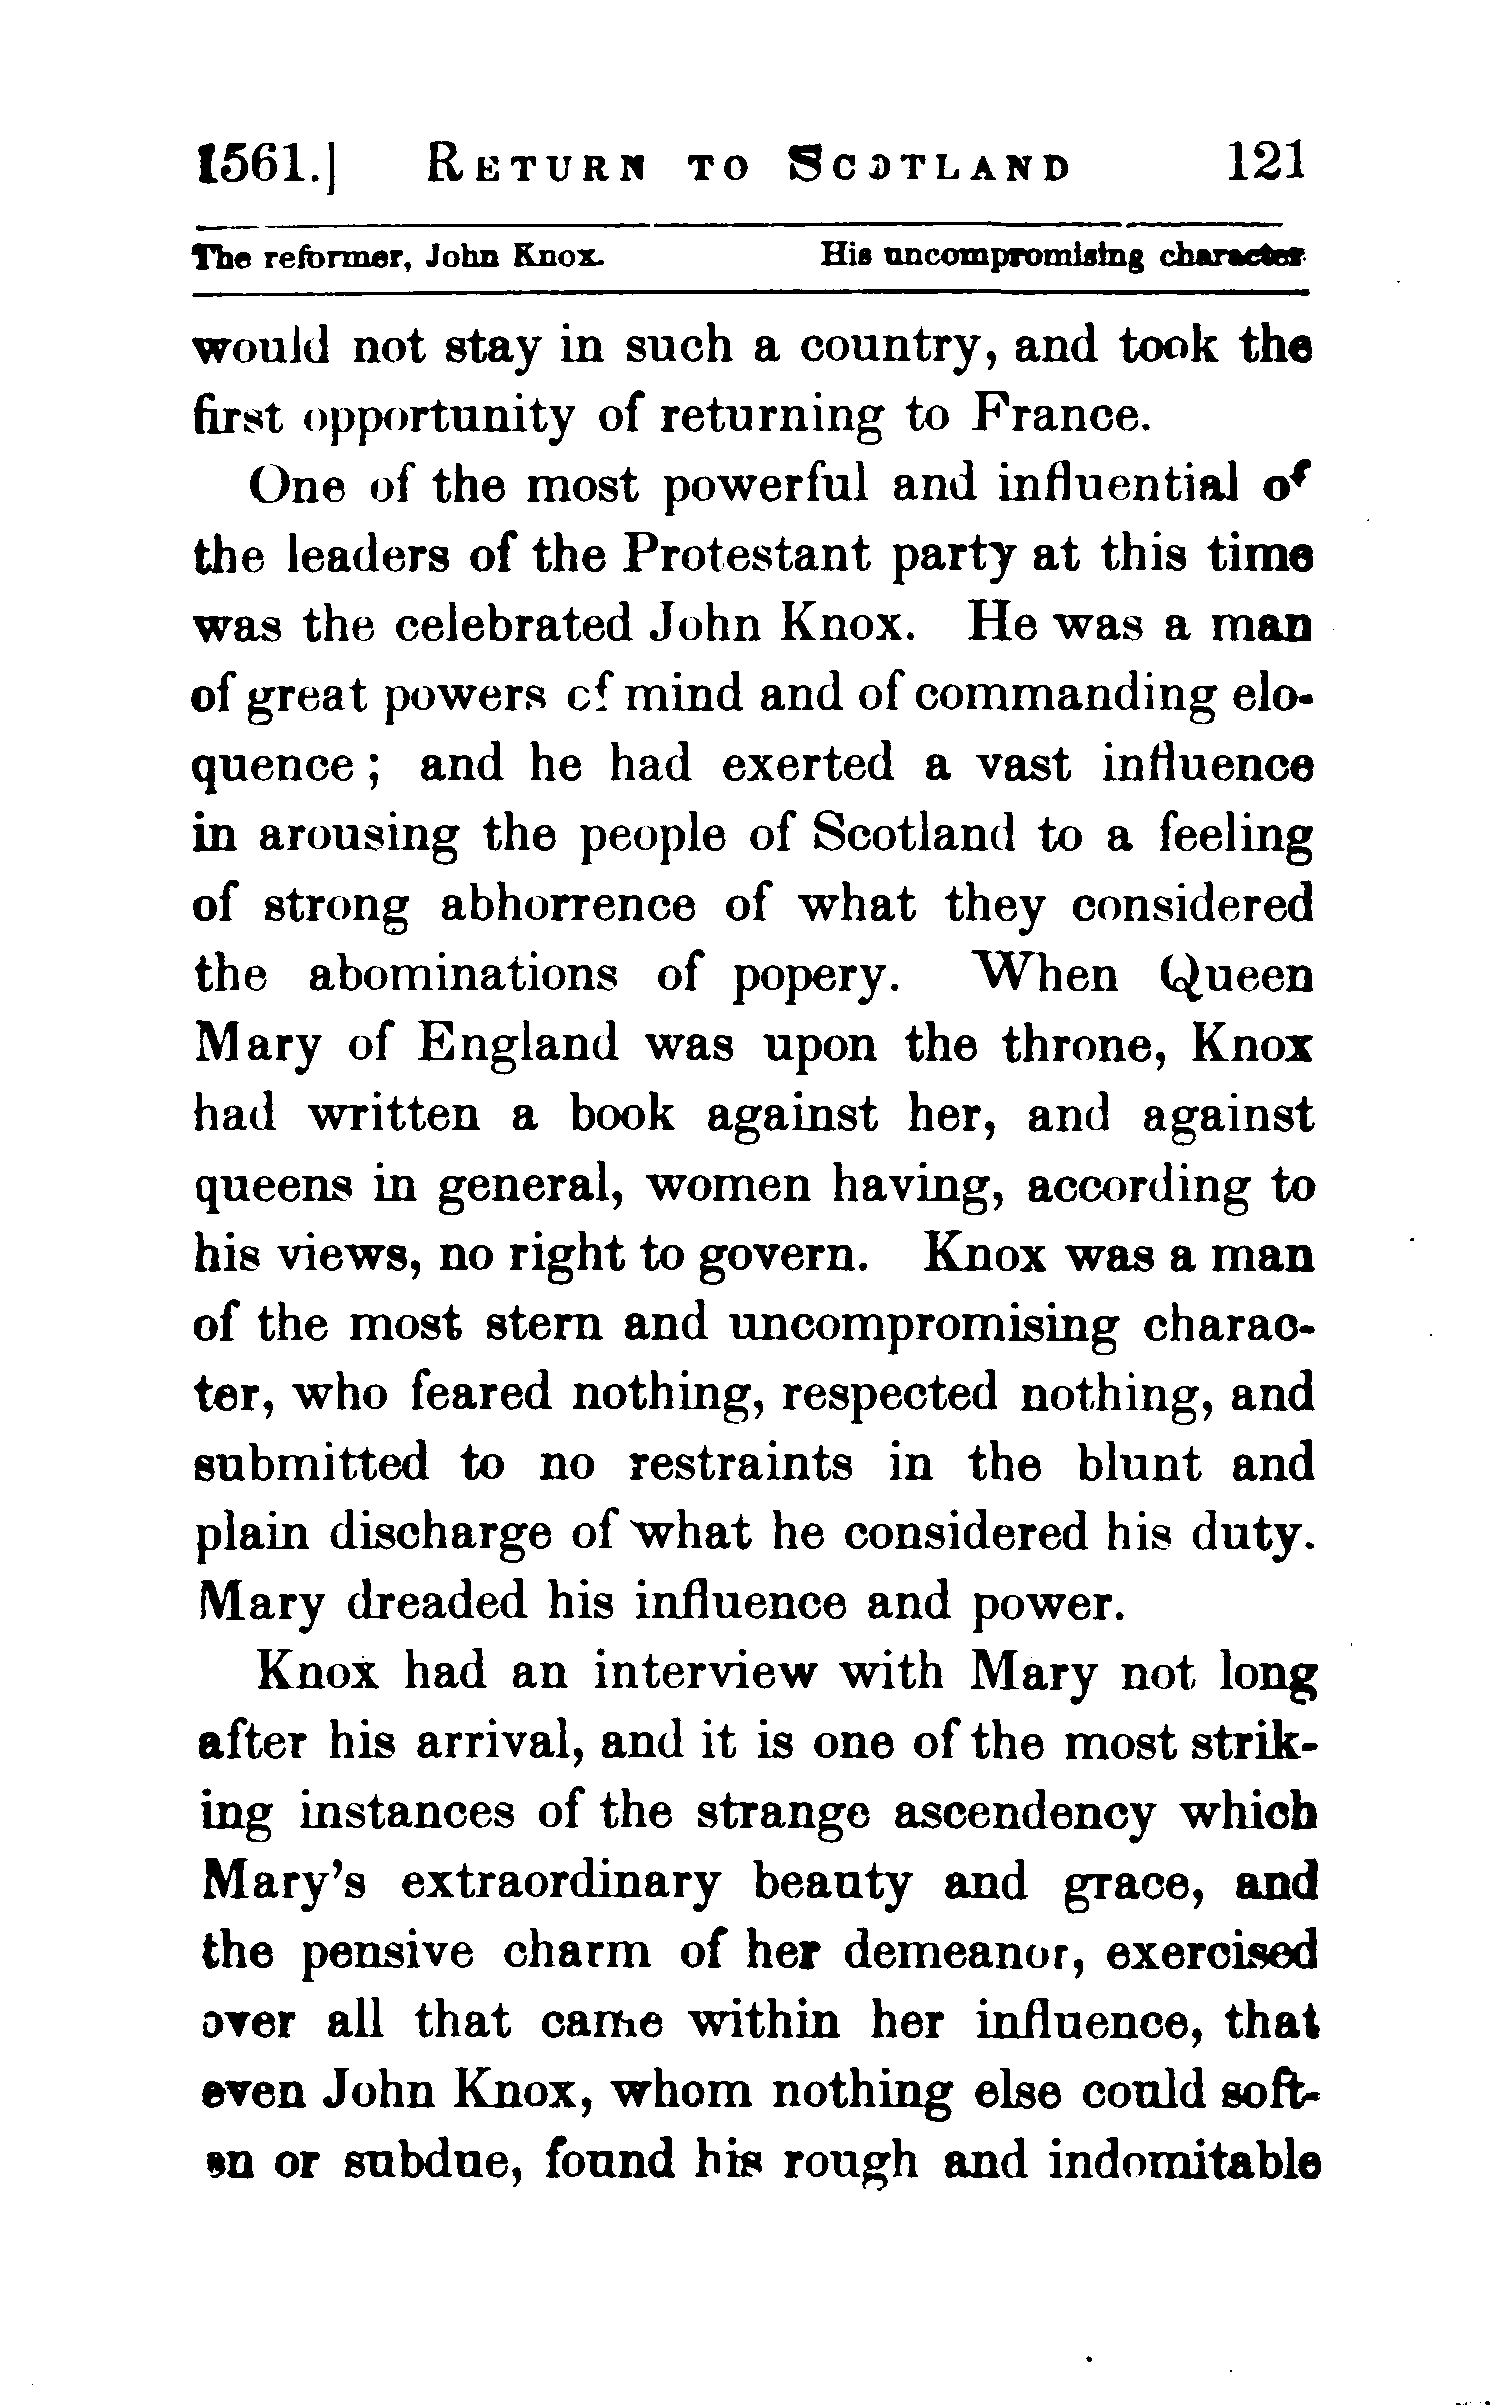 1561.] RETURN TO SCOTLAND 121
The reformer, John Knox. His uncompromising character.
would not stay in such a country, and took the
first opportunity of returning to France.
One of the most powerful and influential of
the leaders of the Protestant party at this time
was the celebrated John Knox. He was a man
of great powers of mind and of commanding elo-
quence; and he had exerted a vast influence
in arousing the people of Scotland to a feeling
of strong abhorrence of what they considered
the abominations of popery. When Queen
Mary of England was upon the throne, Knox
had written a book against her, and against
queens in general, women having, according to
his views, no right to govern. Knox was a man
of the most stern and uncompromising charac-
ter, who feared nothing, respected nothing, and
submitted to no restraints in the blunt and
plain discharge of what he considered his duty.
Mary dreaded his influence and power.
Knox had an interview with Mary not long
after his arrival, and it is one of the most strik-
ing instances of the strange ascendency which
Mary's extraordinary beauty and grace, and
the pensive charm of her demeanor, exercised
over all that came within her influence, that
even John Knox, whom nothing else could soft-
en or subdue, found his rough and indomitable